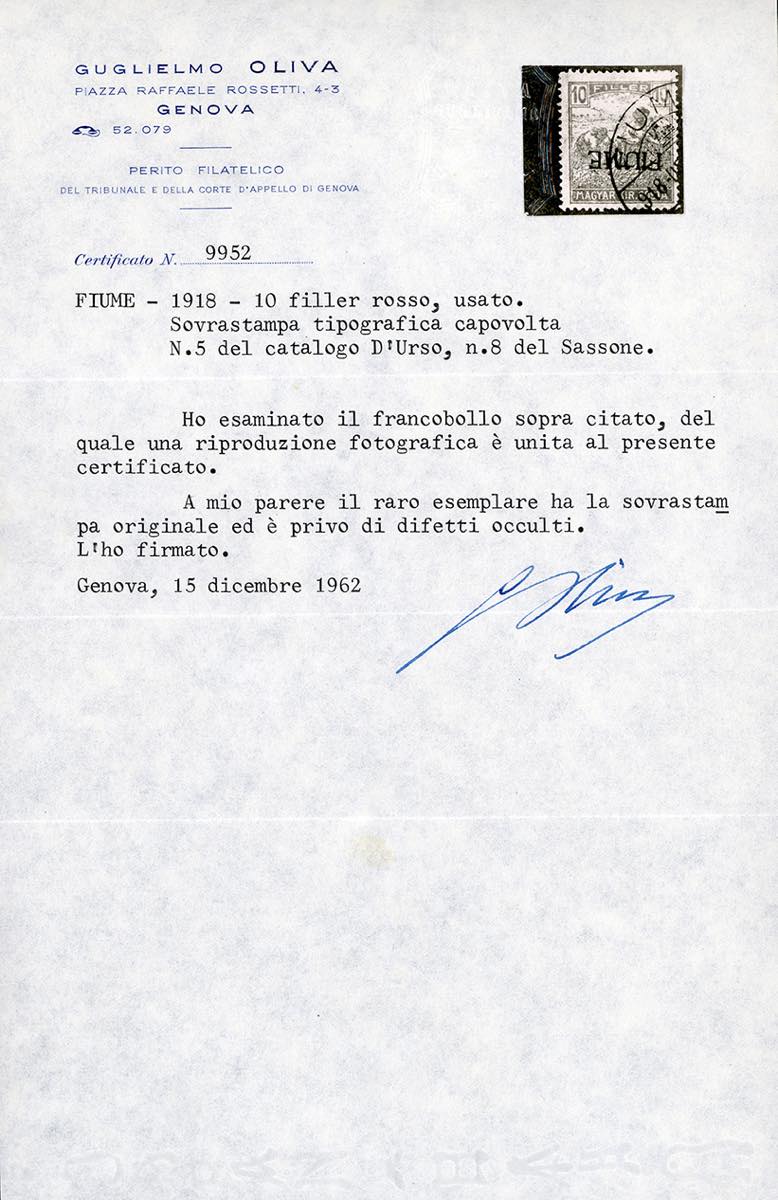 GUGLIELMO OLIVA
PIAZZA RAFFAELE ROSSETTI, 4-3
GENOVA
52.079
PERITO FILATELICO
DEL TRIBUNALE E DELLA CORTE D'APPELLO DI GENOVA
Certificato N. 9952
10 FILLER 10
FIUME
MAGYAR KIR. POSTA
FIUME - 1918 - 10 filler rosso, usato.
Sovrastampa tipografica capovolta
N.5 del catalogo D'Urso, n.8 del Sassone.
Ho esaminato il francobollo sopra citato, del
quale una riproduzione fotografica è unita al presente
certificato.
A mio parere il raro esemplare ha la sovrastam
pa originale ed è privo di difetti occulti.
L'ho firmato.
Genova, 15 dicembre 1962